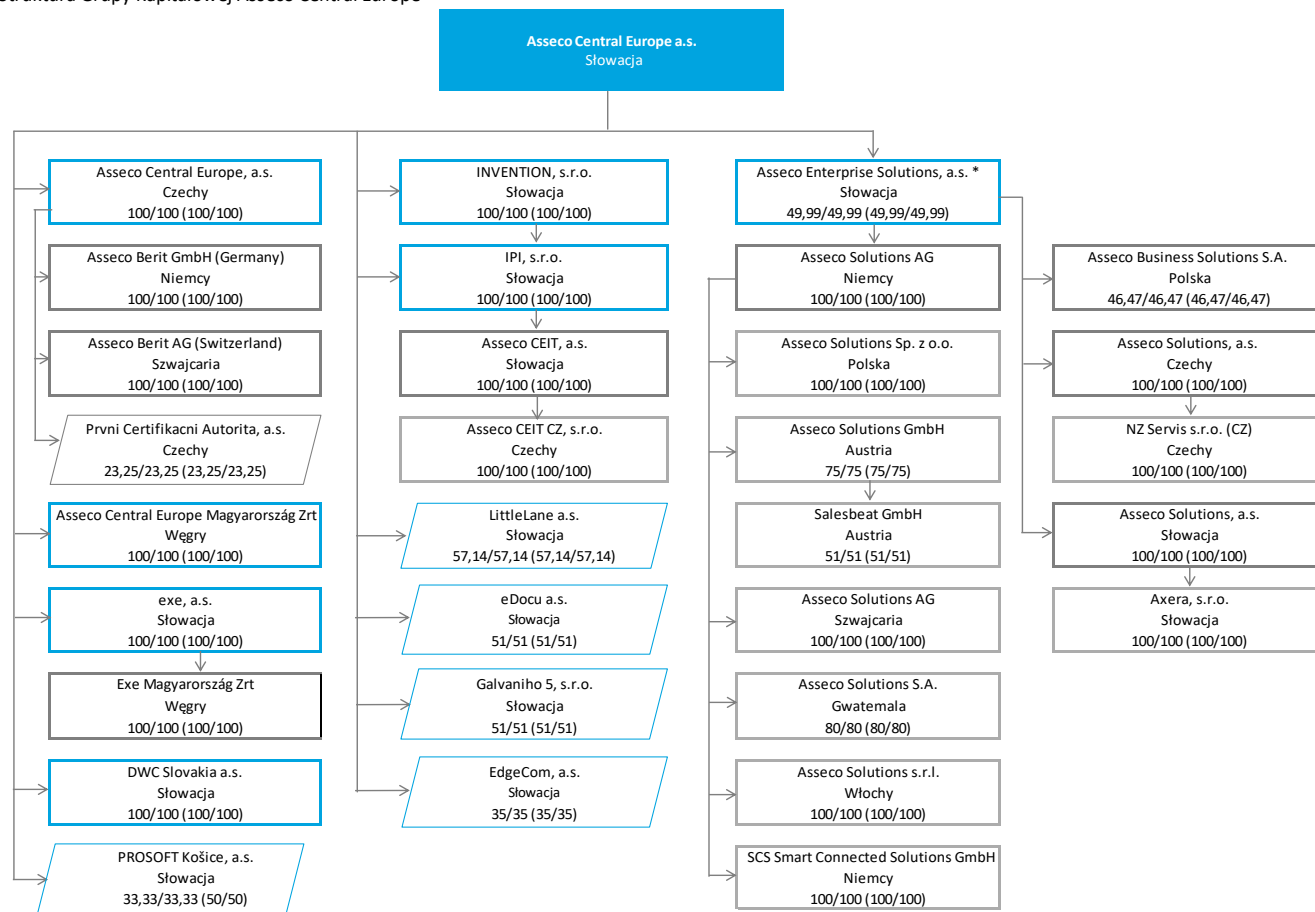 Asseco Central Europe a.s.
Słowacja
Asseco Central Europe, a.s.
Czechy
100/100 (100/100)
Asseco Berit GmbH (Germany)
Niemcy
100/100 (100/100)
Asseco Berit AG (Switzerland)
Szwajcaria
100/100 (100/100)
Prvni Certifikacni Autorita, a.s.
Czechy
23,25/23,25 (23,25/23,25)
Asseco Central Europe Magyarország Zrt
Węgry
100/100 (100/100)
exe, a.s.
Słowacja
100/100 (100/100)
Exe Magyarország Zrt
Węgry
100/100 (100/100)
DWC Slovakia a.s.
Słowacja
100/100 (100/100)
PROSOFT Košice, a.s.
Słowacja
33,33/33,33 (50/50)
INVENTION, s.r.o.
Słowacja
100/100 (100/100)
IPI, s.r.o.
Słowacja
100/100 (100/100)
Asseco CEIT, a.s.
Słowacja
100/100 (100/100)
Asseco CEIT CZ, s.r.o.
Czechy
100/100 (100/100)
LittleLane a.s.
Słowacja
57,14/57,14 (57,14/57,14)
eDocu a.s.
Słowacja
51/51 (51/51)
Galvaniho 5, s.r.o.
Słowacja
51/51 (51/51)
EdgeCom, a.s.
Słowacja
35/35 (35/35)
Asseco Enterprise Solutions, a.s. *
Słowacja
49,99/49,99 (49,99/49,99)
Asseco Solutions AG
Niemcy
100/100 (100/100)
Asseco Solutions Sp. z o.o.
Polska
100/100 (100/100)
Asseco Solutions GmbH
Austria
75/75 (75/75)
Salesbeat GmbH
Austria
51/51 (51/51)
Asseco Solutions AG
Szwajcaria
100/100 (100/100)
Asseco Solutions S.A.
Gwatemala
80/80 (80/80)
Asseco Solutions s.r.l.
Włochy
100/100 (100/100)
SCS Smart Connected Solutions GmbH
Niemcy
100/100 (100/100)
Asseco Business Solutions S.A.
Polska
46,47/46,47 (46,47/46,47)
Asseco Solutions, a.s.
Czechy
100/100 (100/100)
NZ Servis s.r.o. (CZ)
Czechy
100/100 (100/100)
Asseco Solutions, a.s.
Słowacja
100/100 (100/100)
Axera, s.r.o.
Słowacja
100/100 (100/100)